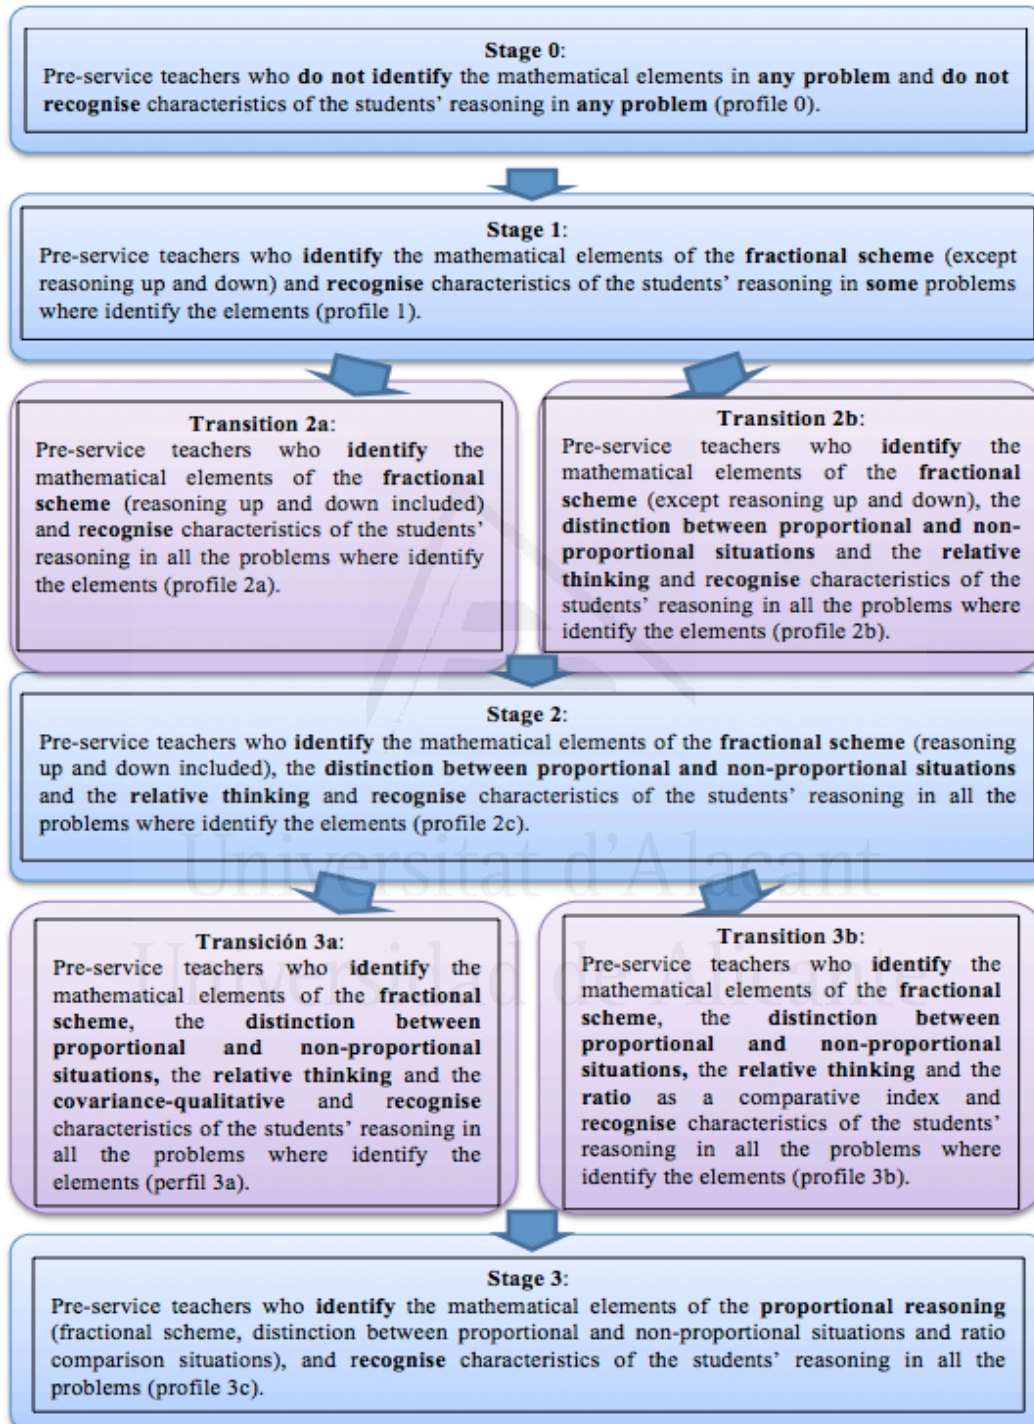 Stage 0:
Pre-service teachers who do not identify the mathematical elements in any problem and do not
recognise characteristics of the students' reasoning in any problem (profile 0).
Stage 1:
Pre-service teachers who identify the mathematical elements of the fractional scheme (except
reasoning up and down) and recognise characteristics of the students' reasoning in some problems
where identify the elements (profile 1).
Transition 2a:
Pre-service teachers who identify the
mathematical elements of the fractional
scheme (reasoning up and down included)
and recognise characteristics of the students'
reasoning in all the problems where identify
the elements (profile 2a).
Transition 2b:
Pre-service teachers who identify the
mathematical elements of the fractional
scheme (except reasoning up and down), the
distinction between proportional and non-
proportional situations and the relative
thinking and recognise characteristics of the
students' reasoning in all the problems where
identify the elements (profile 2b).
Stage 2:
Pre-service teachers who identify the mathematical elements of the fractional scheme (reasoning
up and down included), the distinction between proportional and non-proportional situations
and the relative thinking and recognise characteristics of the students' reasoning in all the
problems where identify the elements (profile 2c).
Universitat d'Alacant
Universidad de Alicante
Transición 3a:
Pre-service teachers who identify the
mathematical elements of the fractional
scheme, the distinction between
proportional and non-proportional
situations, the relative thinking and the
covariance-qualitative and recognise
characteristics of the students' reasoning in
all the problems where identify the
elements (perfil 3a).
Transition 3b:
Pre-service teachers who identify the
mathematical elements of the fractional
scheme, the distinction between
proportional and non-proportional
situations, the relative thinking and the
ratio as a comparative index and
recognise characteristics of the students'
reasoning in all the problems where
identify the elements (profile 3b).
Stage 3:
Pre-service teachers who identify the mathematical elements of the proportional reasoning
(fractional scheme, distinction between proportional and non-proportional situations and ratio
comparison situations), and recognise characteristics of the students' reasoning in all the
problems (profile 3c).